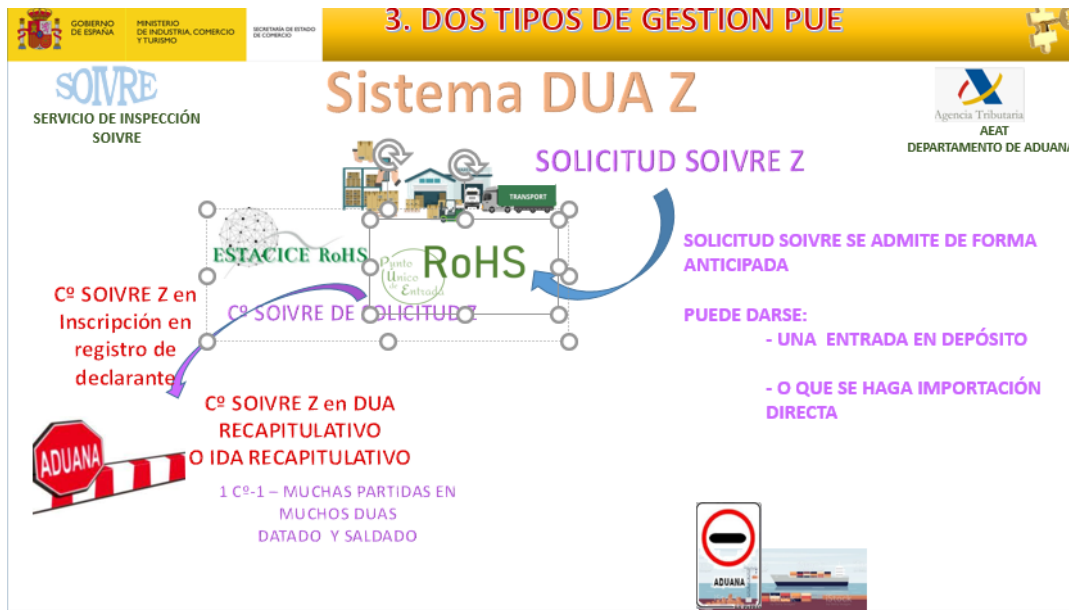 3. DOS TIPOS DE GESTION PUE
GOBIERNO
DE ESPAÑA
MINISTERIO
DE INDUSTRIA, COMERCIO
Y TURISMO
SECRETARÍA DE ESTADO
DE COMERCIO
SOIVRE
SERVICIO DE INSPECCIÓN
SOIVRE
Sistema DUA Z
Agencia Tributaria
AEAT
DEPARTAMENTO DE ADUANA
SOLICITUD SOIVRE Z
TRANSPORT
ESTACICE RoHS
Punto
Único
de Entrada
RoHS
Cº SOIVRE DE SOLICITUD Z
SOLICITUD SOIVRE SE ADMITE DE FORMA
ANTICIPADA
PUEDE DARSE:
- UNA ENTRADA EN DEPÓSITO
- O QUE SE HAGA IMPORTACIÓN
DIRECTA
Cº SOIVRE Z en
Inscripción en
registro de
declarante
Cº SOIVRE Z en DUA
RECAPITULATIVO
O IDA RECAPITULATIVO
1 Cº-1 – MUCHAS PARTIDAS EN
MUCHOS DUAS
DATADO Y SALDADO
ADUANA
ADUANA